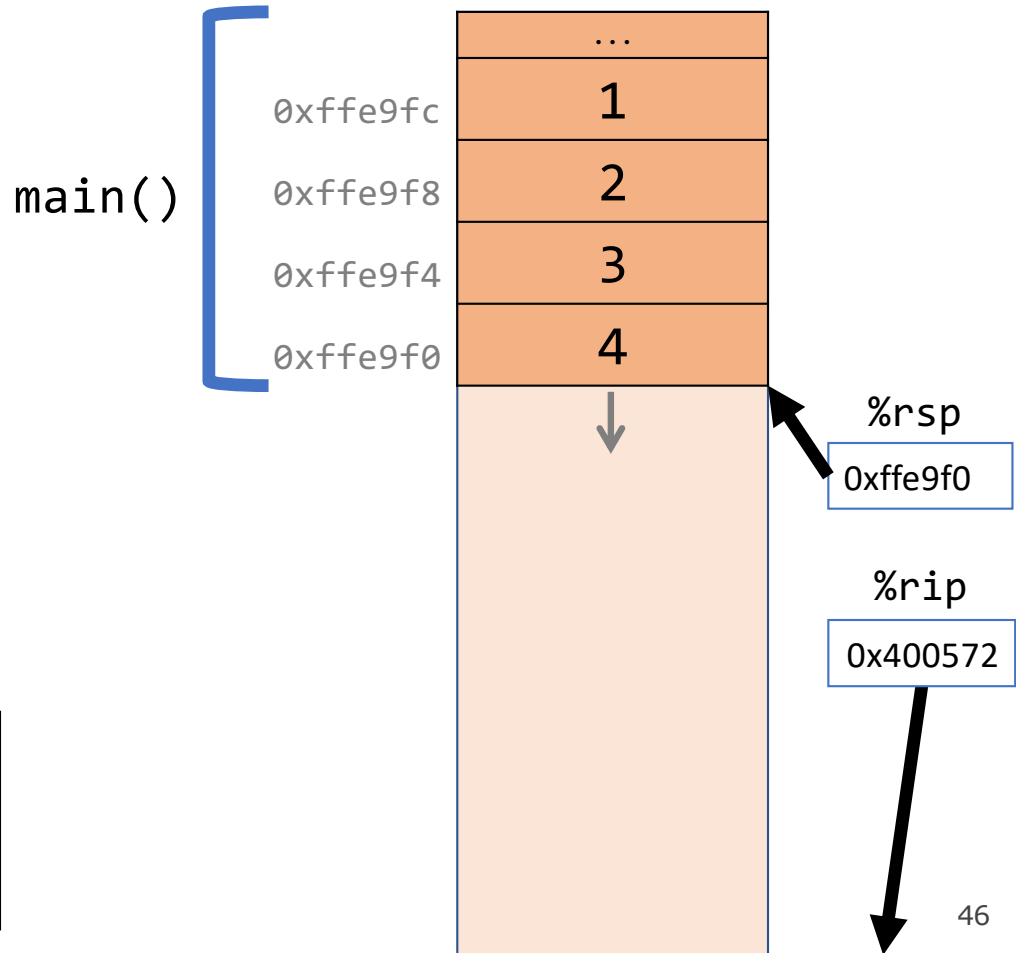 ...
0xffe9fc 1
main()
0xffe9f8 2
0xffe9f4 3
0xffe9f0 4
%rsp
0xffe9f0
%rip
0x400572
46